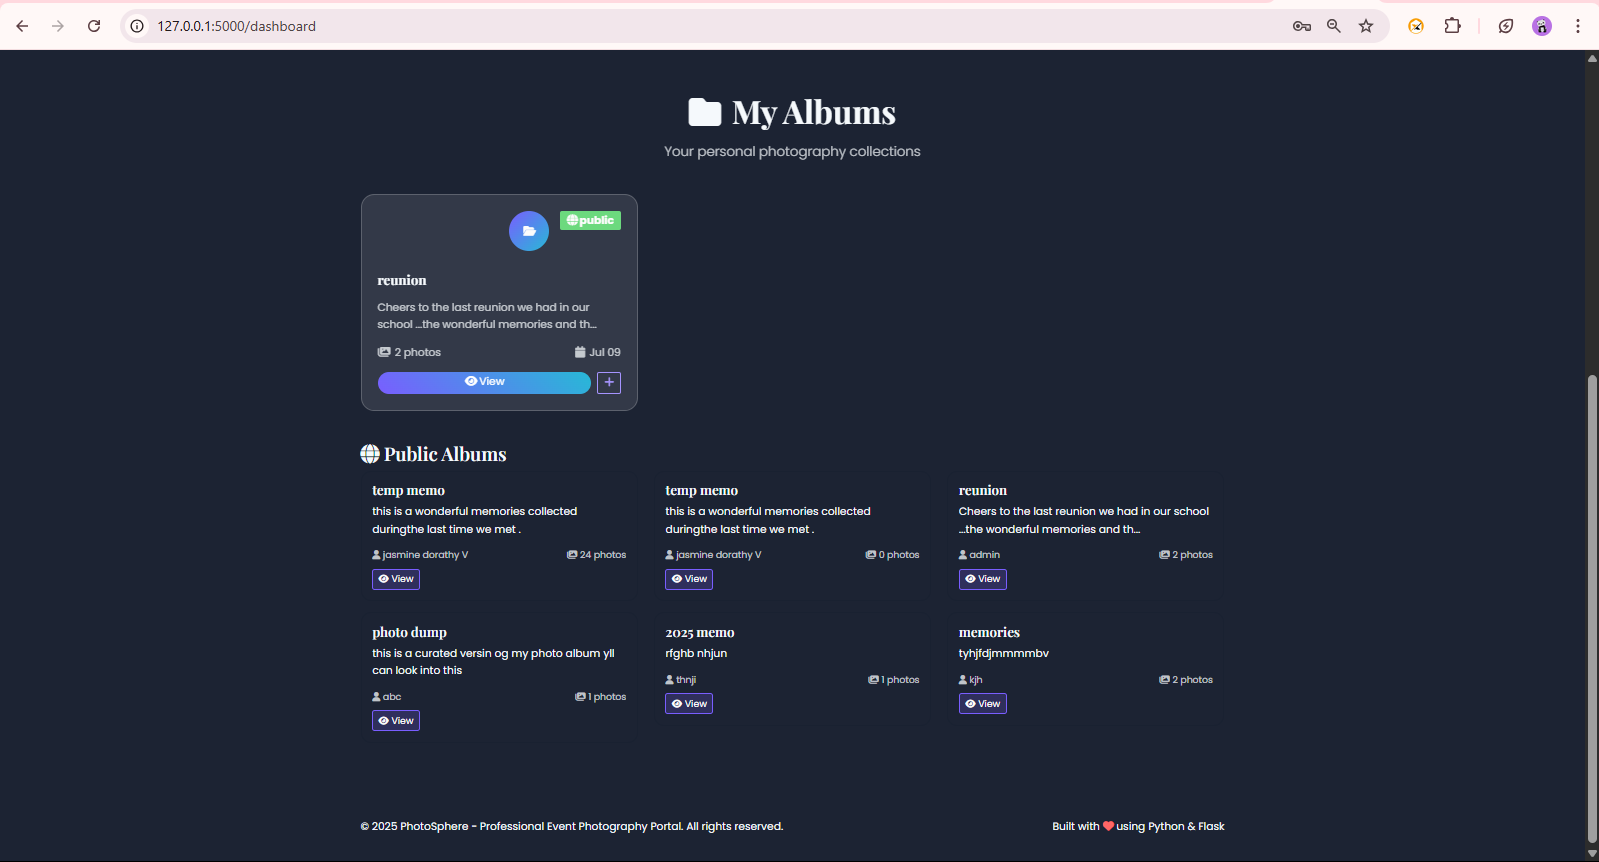 127.0.0.1:5000/dashboard
My Albums
Your personal photography collections
public
reunion
Cheers to the last reunion we had in our
school ...the wonderful memories and th...
2 photos
Jul 09
View
+
Public Albums
temp memo
this is a wonderful memories collected
duringthe last time we met .
jasmine dorathy V
24 photos
View
temp memo
this is a wonderful memories collected
duringthe last time we met .
jasmine dorathy V
0 photos
View
reunion
Cheers to the last reunion we had in our school
...the wonderful memories and th...
admin
2 photos
View
photo dump
this is a curated versin og my photo album yll
can look into this
abc
1 photos
View
2025 memo
rfghb nhjun
thnji
1 photos
View
memories
tyhjfdjmmmmbv
kjh
2 photos
View
© 2025 PhotoSphere - Professional Event Photography Portal. All rights reserved.
Built with ❤ using Python & Flask